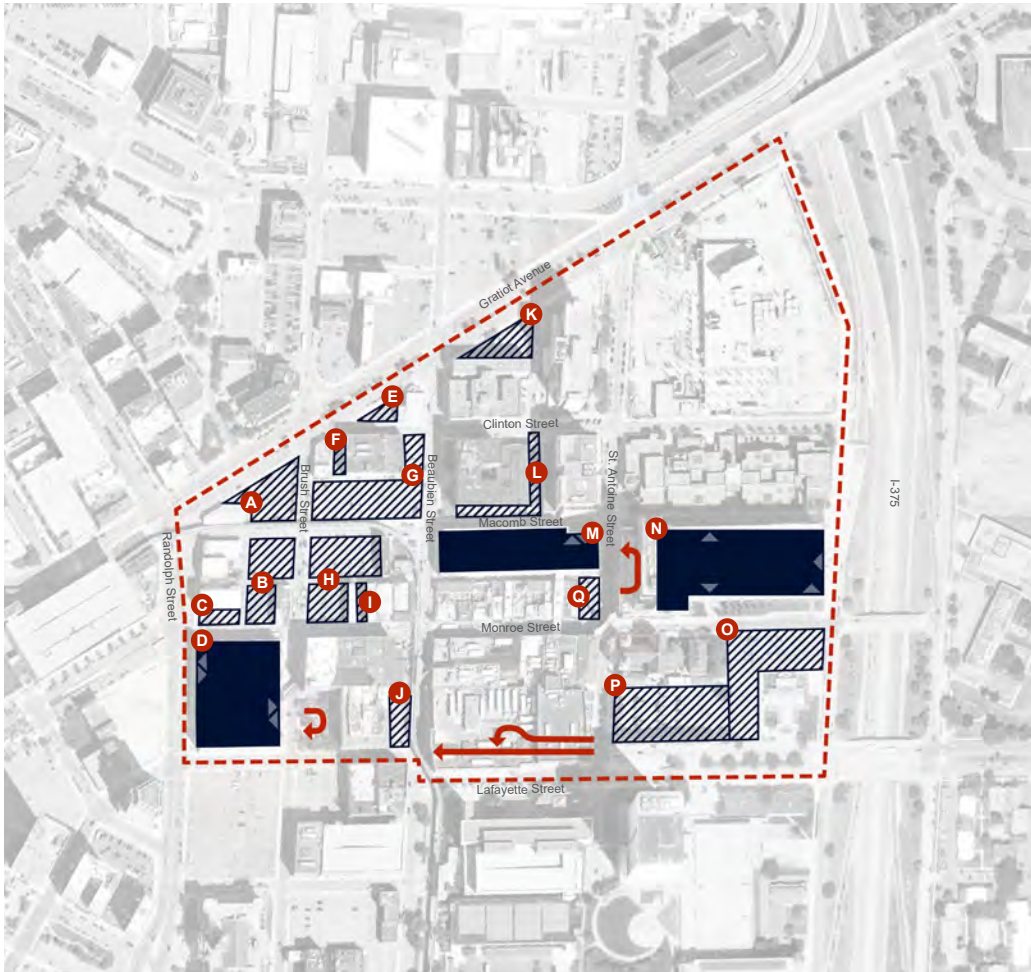 Gratiot Avenue
K
E
Clinton Street
F
Brush Street
G
Beaubien Street
L
St. Antoine Street
I-375
A
Macomb Street
M
N
Randolph Street
B
H
I
Q
C
Monroe Street
O
D
P
J
Lafayette Street